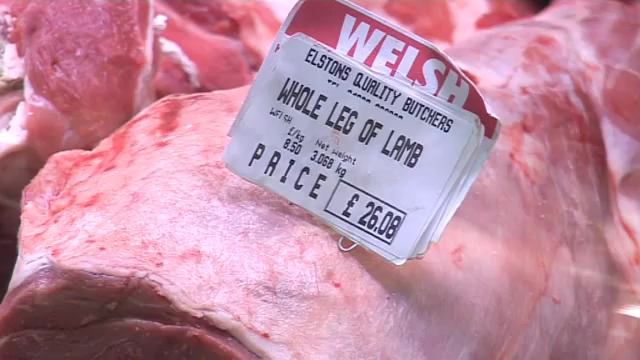 WELSH
ELSTONS QUALITY BUTCHERS
WHOLE LEG OF LAMB
WELSH
£/kg Net Weight
8.50 3.068 kg
PRICE £ 26.08